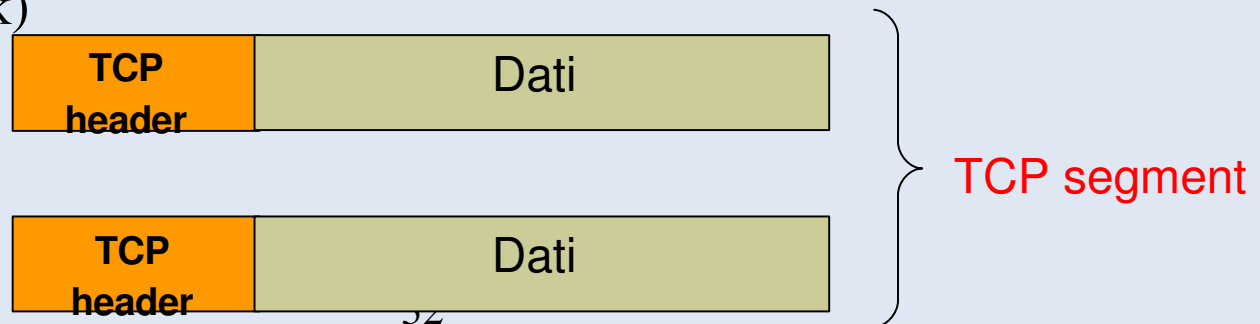 k)
TCP
header
Dati
TCP segment
TCP
header
Dati